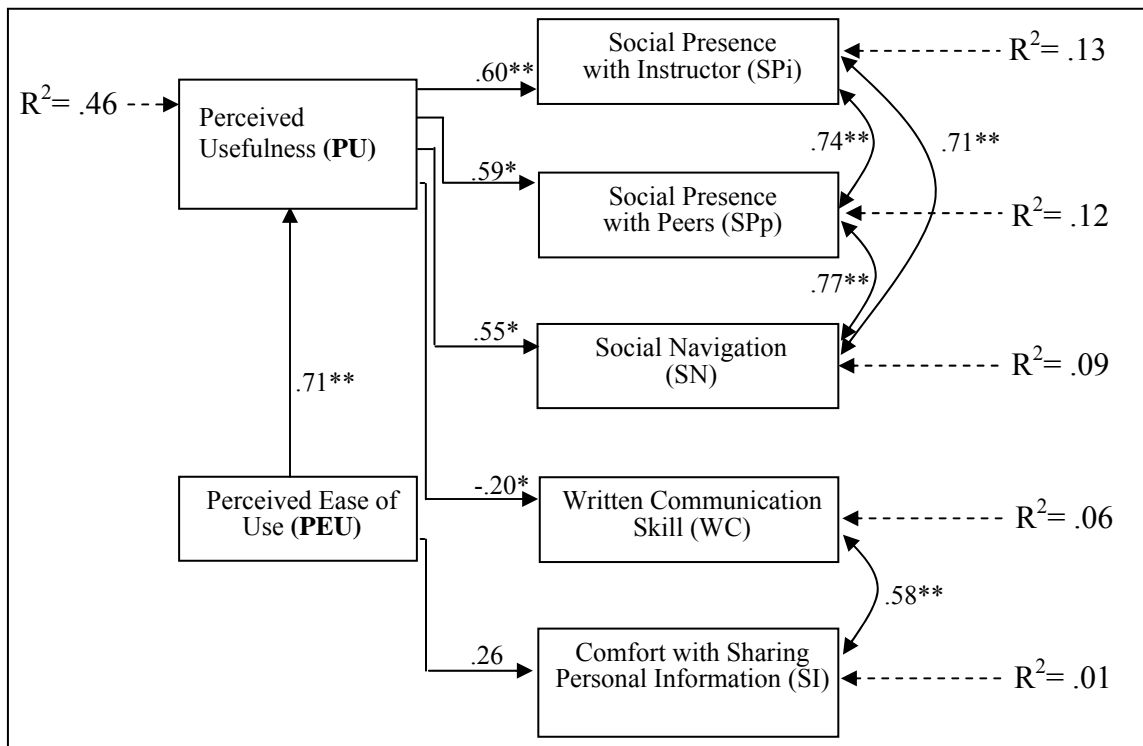 Social Presence
with Instructor (SPi)
R²= .13
.60**
R²= .46
Perceived
Usefulness (PU)
.74**
.71**
.59*
Social Presence
with Peers (SPp)
R²= .12
.77**
.55*
Social Navigation
(SN)
R²= .09
.71**
-.20*
Perceived Ease of
Use (PEU)
Written Communication
Skill (WC)
R²= .06
.58**
.26
Comfort with Sharing
Personal Information (SI)
R²= .01